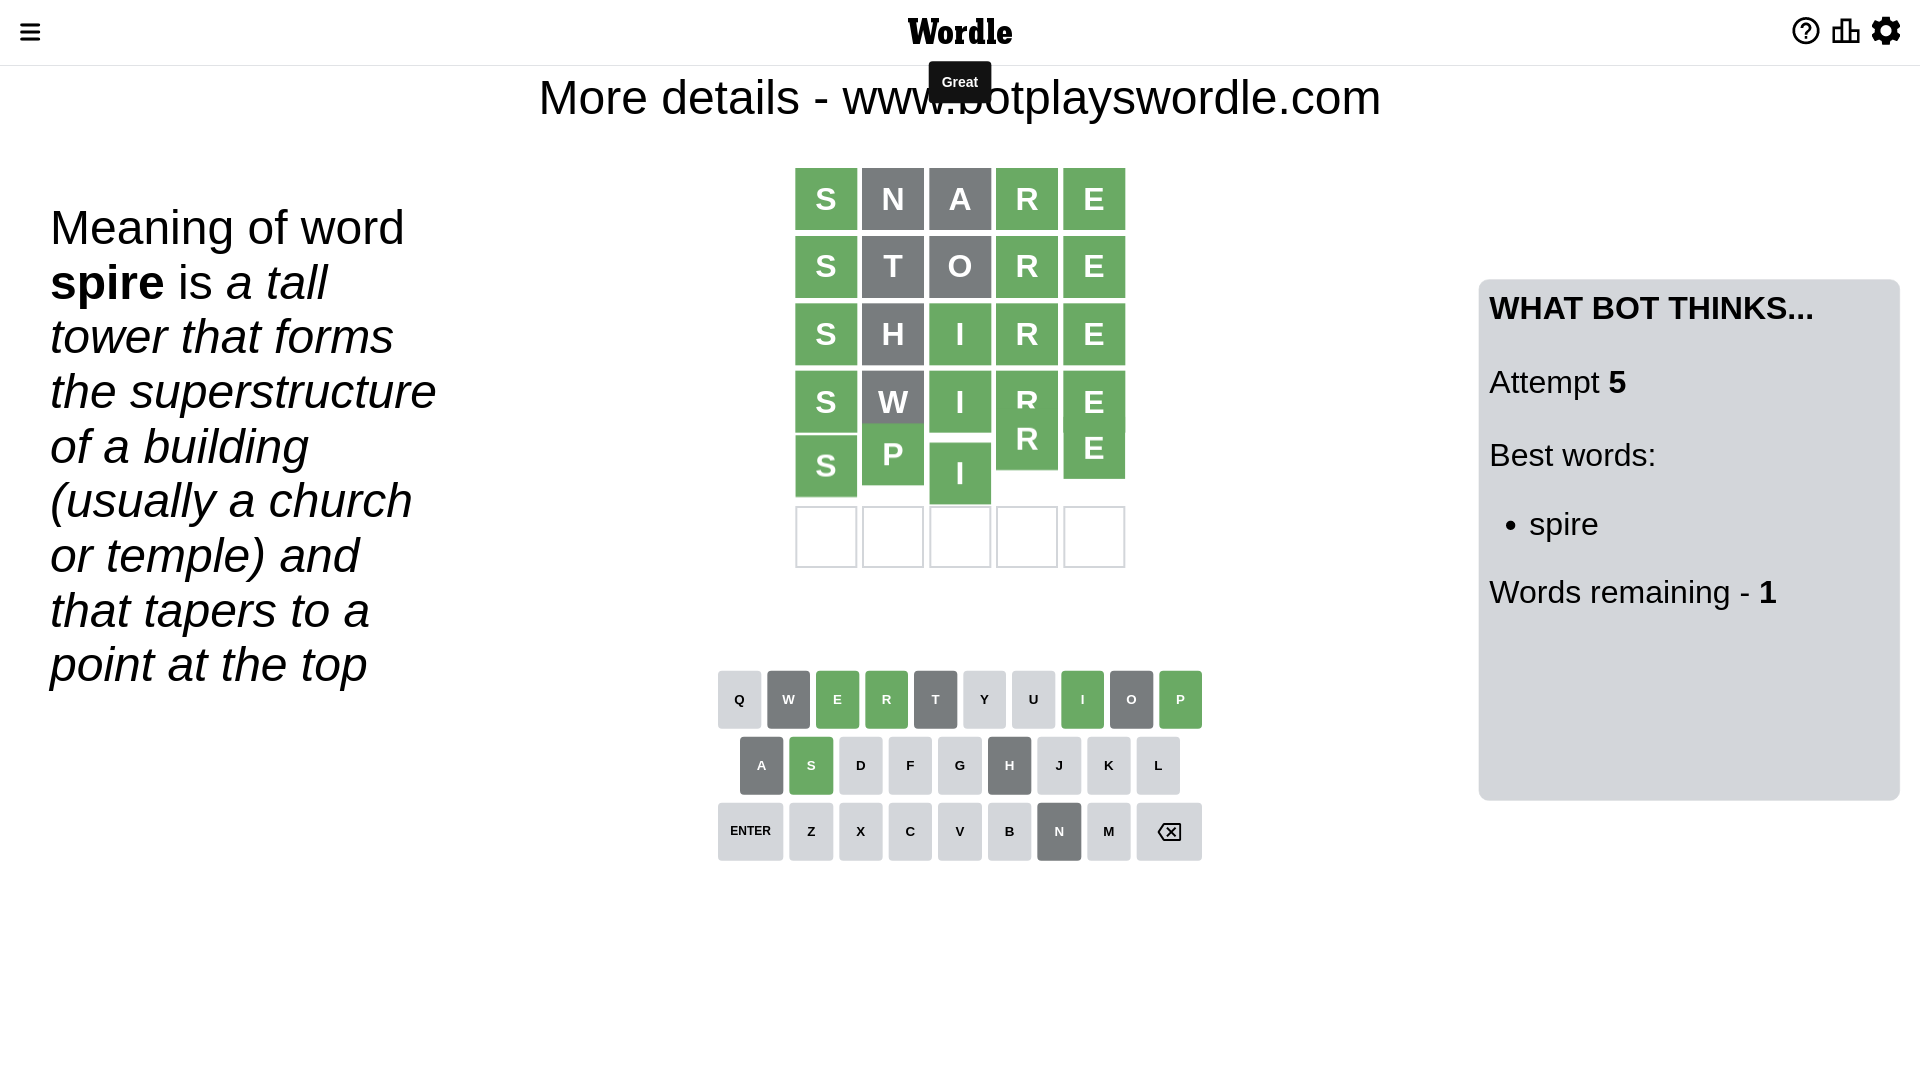 Wordle
Great
More details - www.botplayswordle.com
Meaning of word
spire is a tall
tower that forms
the superstructure
of a building
(usually a church
or temple) and
that tapers to a
point at the top
S N A R E
S T O R E
S H I R E
S W I R E
S P I R E
WHAT BOT THINKS...
Attempt 5
Best words:
• spire
Words remaining - 1
Q W E R T Y U I O P
A S D F G H J K L
ENTER Z X C V B N M